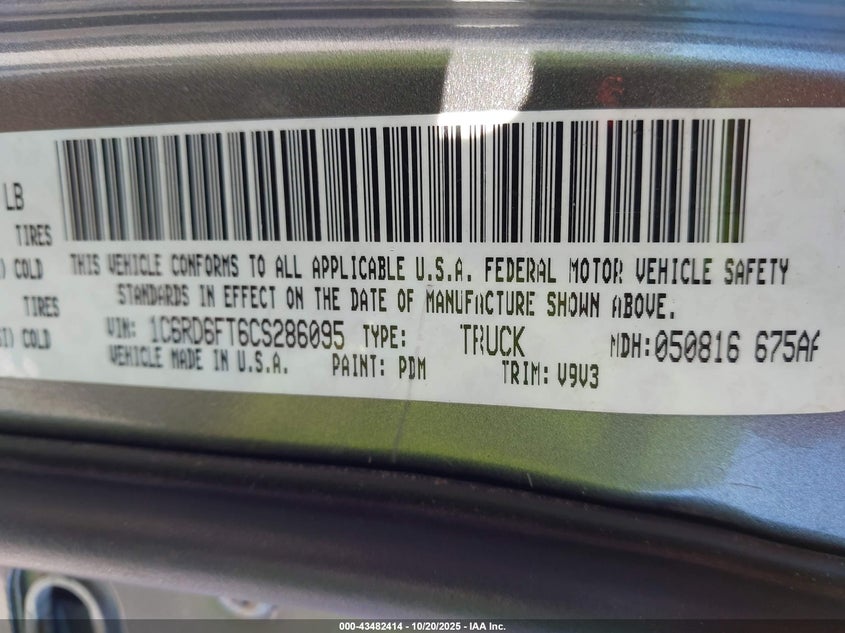 LB
TIRES
) COLD
TIRES
) COLD
THIS VEHICLE CONFORMS TO ALL APPLICABLE U.S.A. FEDERAL MOTOR VEHICLE SAFETY
STANDARDS IN EFFECT ON THE DATE OF MANUFACTURE SHOWN ABOVE.
VIN: 1C6RD6FT6CS286095 TYPE: TRUCK MDH:050816 675AA
VEHICLE MADE IN U.S.A. PAINT: PDM TRIM: V9V3
000-43482414 - 10/20/2025 - IAA Inc.